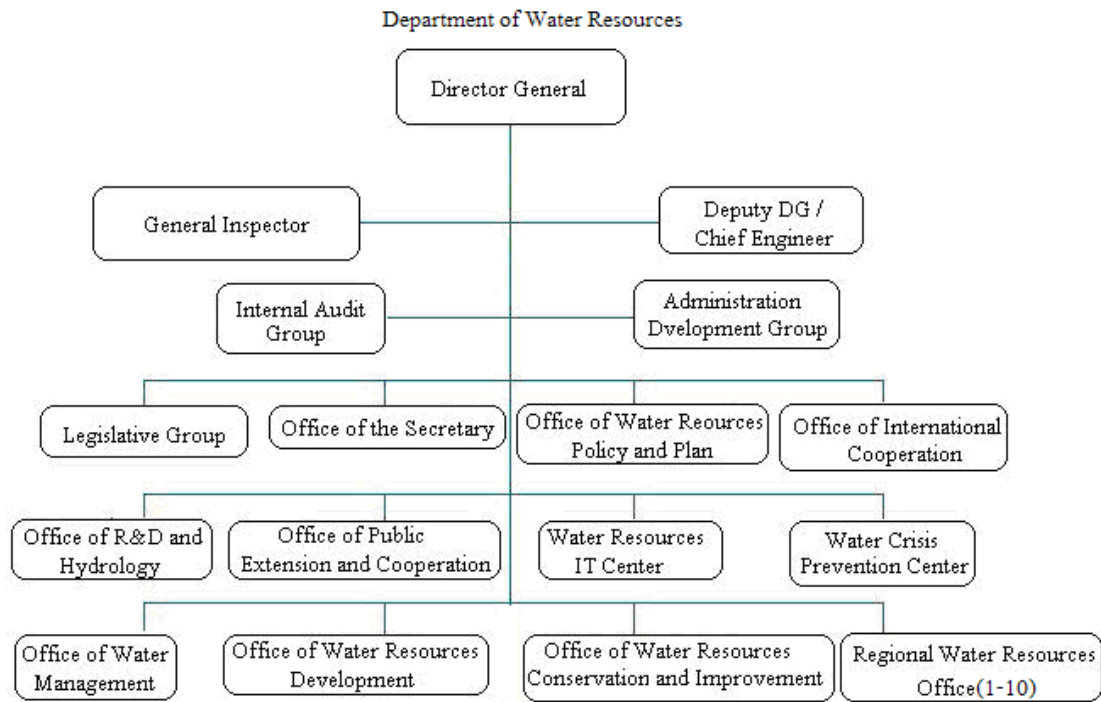 Department of Water Resources
Director General
General Inspector
Deputy DG /
Chief Engineer
Internal Audit
Group
Administration
Dvelopment Group
Legislative Group
Office of the Secretary
Office of Water Reources
Policy and Plan
Office of International
Cooperation
Office of R&D and
Hydrology
Office of Public
Extension and Cooperation
Water Resources
IT Center
Water Crisis
Prevention Center
Office of Water
Management
Office of Water Resources
Development
Office of Water Resources
Conservation and Improvement
Regional Water Resources
Office(1-10)